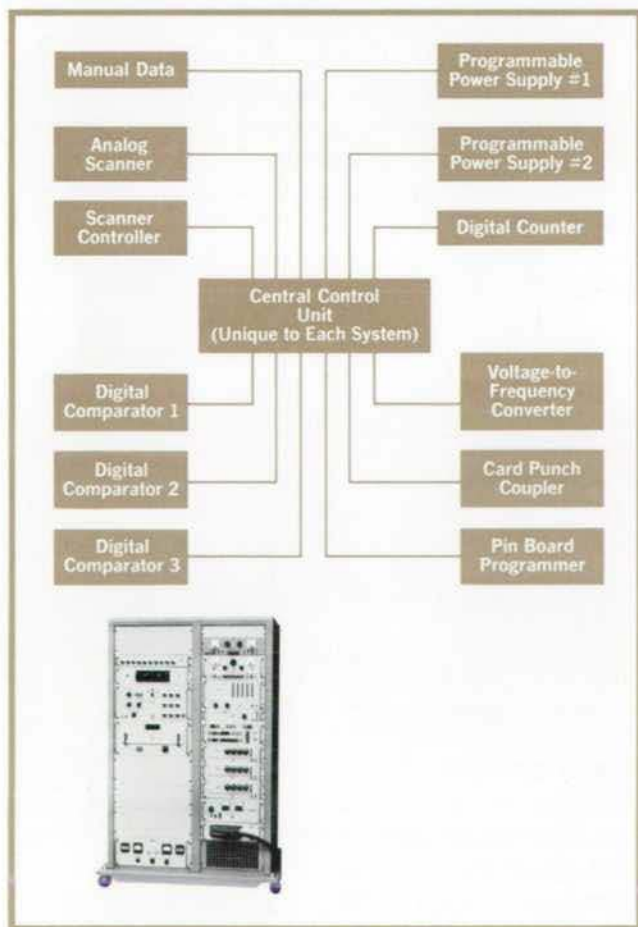 Manual Data
Analog
Scanner
Scanner
Controller
Programmable
Power Supply #1
Programmable
Power Supply #2
Digital Counter
Central Control
Unit
(Unique to Each System)
Digital
Comparator 1
Digital
Comparator 2
Digital
Comparator 3
Voltage-to-
Frequency
Converter
Card Punch
Coupler
Pin Board
Programmer